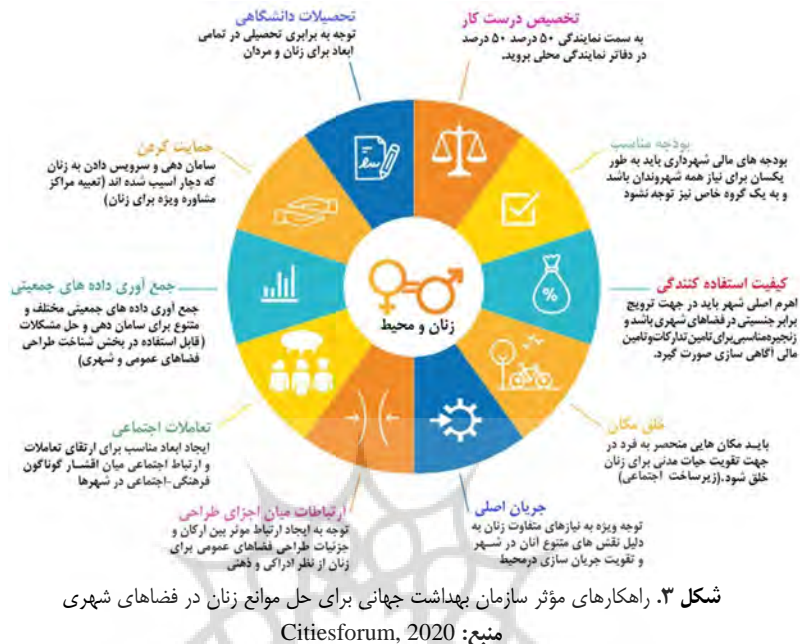 تحصیلات دانشگاهی
توجه به برابری تحصیلی در تمامی
ابعاد برای زنان و مردان
تخصیص درست کار
به سمت نمایندگی ۵۰ درصد ۵۰ درصد
در دفاتر نمایندگی محلی بروید.
حمایت کردن
سامان دهی و سرویس دادن به زنان
که دچار آسیب شده اند (تعبیه مراکز
مشاوره ویژه برای زنان)
بودجه مناسب
بودجه های مالی شهرداری باید به طور
یکسان برای نیاز همه شهروندان باشد
و به یک گروه خاص نیز توجه نشود
جمع آوری داده های جمعیتی
جمع آوری داده های جمعیتی مختلف و
متنوع برای سامان دهی و حل مشکلات
(قابل استفاده در بخش شناخت طراحی
فضاهای عمومی و شهری)
%
زنان و محیط
کیفیت استفاده کنندگی
اهرم اصلی شهر باید در جهت ترویج
برابر جنسیتی در فضاهای شهری باشد و
زنجیره مناسبی برای تامین تدارکات و تامین
مالی آگاهی سازی صورت گیرد.
تعاملات اجتماعی
ایجاد ابعاد مناسب برای ارتقای تعاملات
و ارتباط اجتماعی میان اقشار گوناگون
فرهنگی-اجتماعی در شهرها
خلق مکان
بایـد مکان هایی منحصر به فرد در
جهت تقویت حیات مدنی برای زنان
خلق شود.(زیرساخت اجتماعی)
ارتباطات میان اجزای طراحی
توجه به ایجاد ارتباط موثر بین ارکان و
جزئیات طراحی فضاهای عمومی برای
زنان از نظر ادراکی و ذهنی
جریان اصلی
توجه ویژه به نیازهای متفاوت زنان به
دلیل نقش های متنوع آنان در شـهر
و تقویت جریان سازی درمحیط
شکل ۳. راهکارهای مؤثر سازمان بهداشت جهانی برای حل موانع زنان در فضاهای شهری
منبع: Citiesforum, 2020